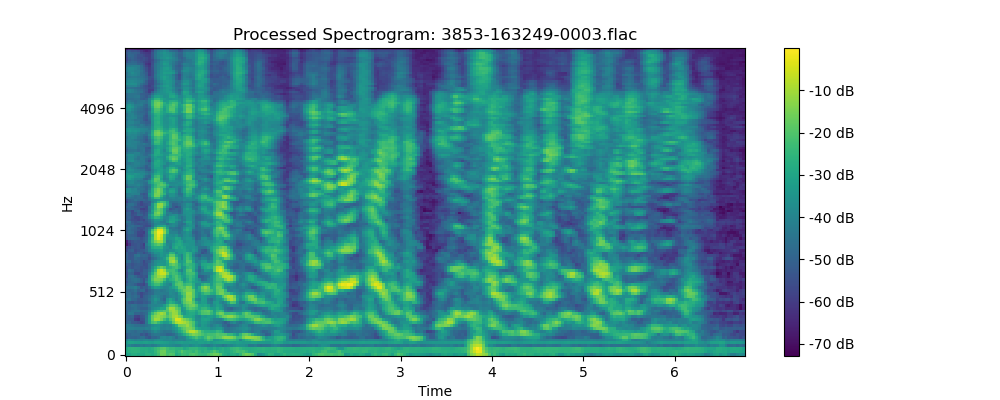 Processed Spectrogram: 3853-163249-0003.flac
Hz
4096
2048
1024
512
0
0 1 2 3 4 5 6
Time
-10 dB
-20 dB
-30 dB
-40 dB
-50 dB
-60 dB
-70 dB